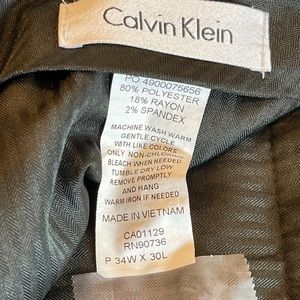 Calvin Klein
PO 4900075656
80% POLYESTER
18% RAYON
2% SPANDEX
MACHINE WASH WARM
GENTLE CYCLE
WITH LIKE COLORS
ONLY NON-CHLORINE
BLEACH WHEN NEEDED
TUMBLE DRY LOW
REMOVE PROMPTLY
AND HANG
WARM IRON IF NEEDED
MADE IN VIETNAM
CA01129
RN90736
P 34W X 30L